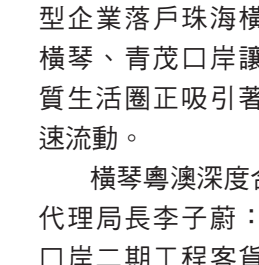 型企業落戶珠海橫
橫琴、青茂口岸讓
質生活圈正吸引著
速流動。
橫琴粵澳深度合
代理局長李子蔚：
口岸二期工程客貨